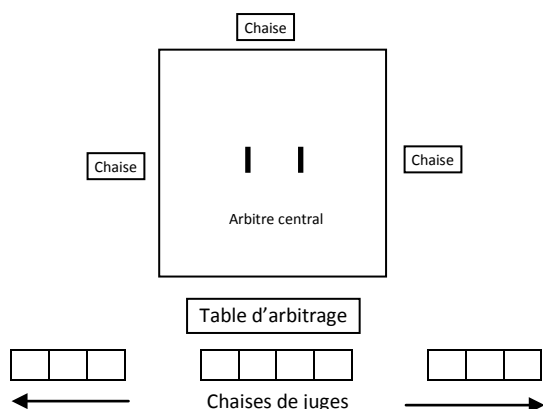 Chaise
Chaise
Chaise
Arbitre central
Table d’arbitrage
Chaises de juges